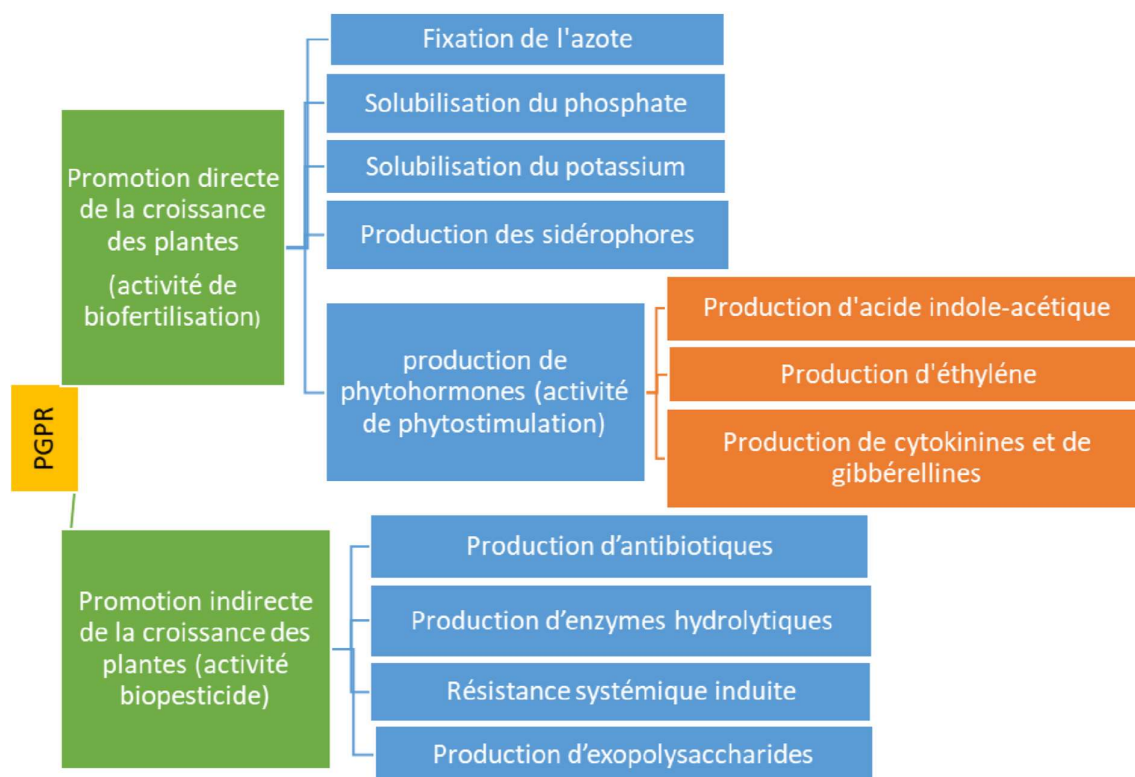 PGPR
Promotion directe
de la croissance
des plantes
(activité de
biofertilisation)
Fixation de l'azote
Solubilisation du phosphate
Solubilisation du potassium
Production des sidérophores
production de
phytohormones (activité
de phytostimulation)
Production d'acide indole-acétique
Production d'éthyléne
Production de cytokinines et de
gibbérellines
Promotion indirecte
de la croissance des
plantes (activité
biopesticide)
Production d’antibiotiques
Production d’enzymes hydrolytiques
Résistance systémique induite
Production d’exopolysaccharides